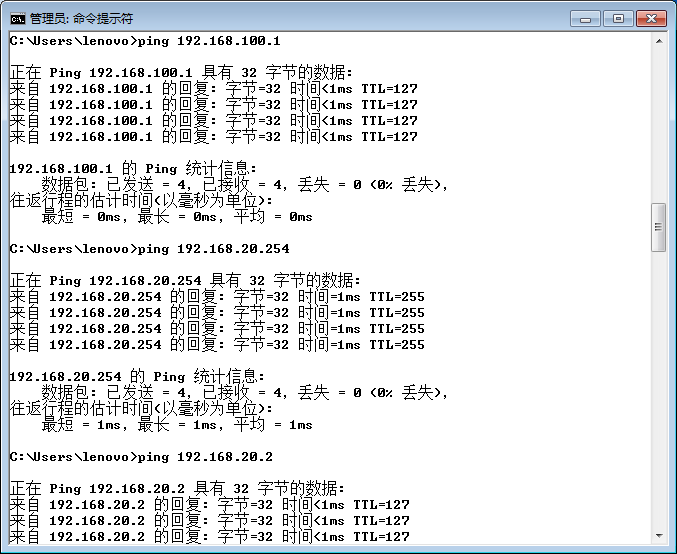 管理员: 命令提示符
C:\Users\lenovo>ping 192.168.100.1
正在 Ping 192.168.100.1 具有 32 字节的数据:
来自 192.168.100.1 的回复: 字节=32 时间<1ms TTL=127
来自 192.168.100.1 的回复: 字节=32 时间<1ms TTL=127
来自 192.168.100.1 的回复: 字节=32 时间<1ms TTL=127
来自 192.168.100.1 的回复: 字节=32 时间<1ms TTL=127
192.168.100.1 的 Ping 统计信息:
数据包: 已发送 = 4, 已接收 = 4, 丢失 = 0 (0% 丢失),
往返行程的估计时间(以毫秒为单位):
最短 = 0ms, 最长 = 0ms, 平均 = 0ms
C:\Users\lenovo>ping 192.168.20.254
正在 Ping 192.168.20.254 具有 32 字节的数据:
来自 192.168.20.254 的回复: 字节=32 时间=1ms TTL=255
来自 192.168.20.254 的回复: 字节=32 时间=1ms TTL=255
来自 192.168.20.254 的回复: 字节=32 时间=1ms TTL=255
来自 192.168.20.254 的回复: 字节=32 时间=1ms TTL=255
192.168.20.254 的 Ping 统计信息:
数据包: 已发送 = 4, 已接收 = 4, 丢失 = 0 (0% 丢失),
往返行程的估计时间(以毫秒为单位):
最短 = 1ms, 最长 = 1ms, 平均 = 1ms
C:\Users\lenovo>ping 192.168.20.2
正在 Ping 192.168.20.2 具有 32 字节的数据:
来自 192.168.20.2 的回复: 字节=32 时间<1ms TTL=127
来自 192.168.20.2 的回复: 字节=32 时间<1ms TTL=127
来自 192.168.20.2 的回复: 字节=32 时间<1ms TTL=127